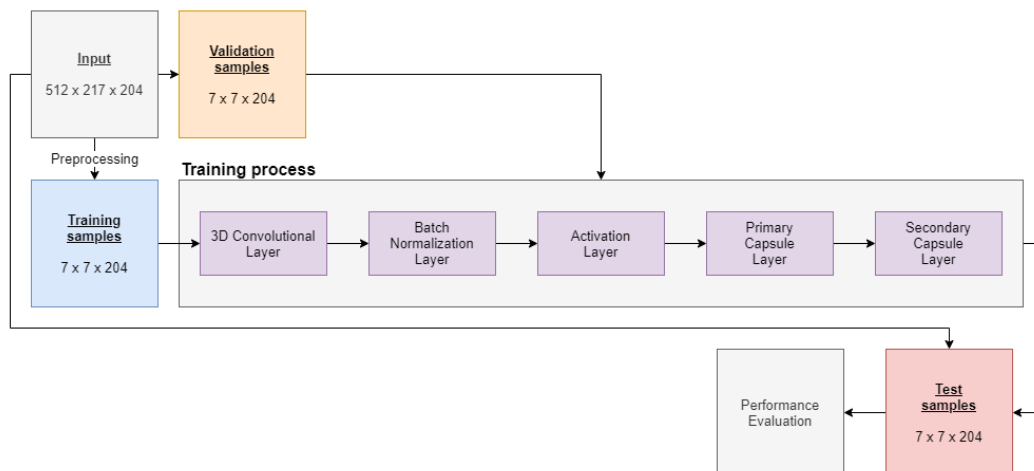 Input
512 x 217 x 204
Validation
samples
7 x 7 x 204
Preprocessing
Training process
Training
samples
7 x 7 x 204
3D Convolutional
Layer
Batch
Normalization
Layer
Activation
Layer
Primary
Capsule
Layer
Secondary
Capsule
Layer
Performance
Evaluation
Test
samples
7 x 7 x 204